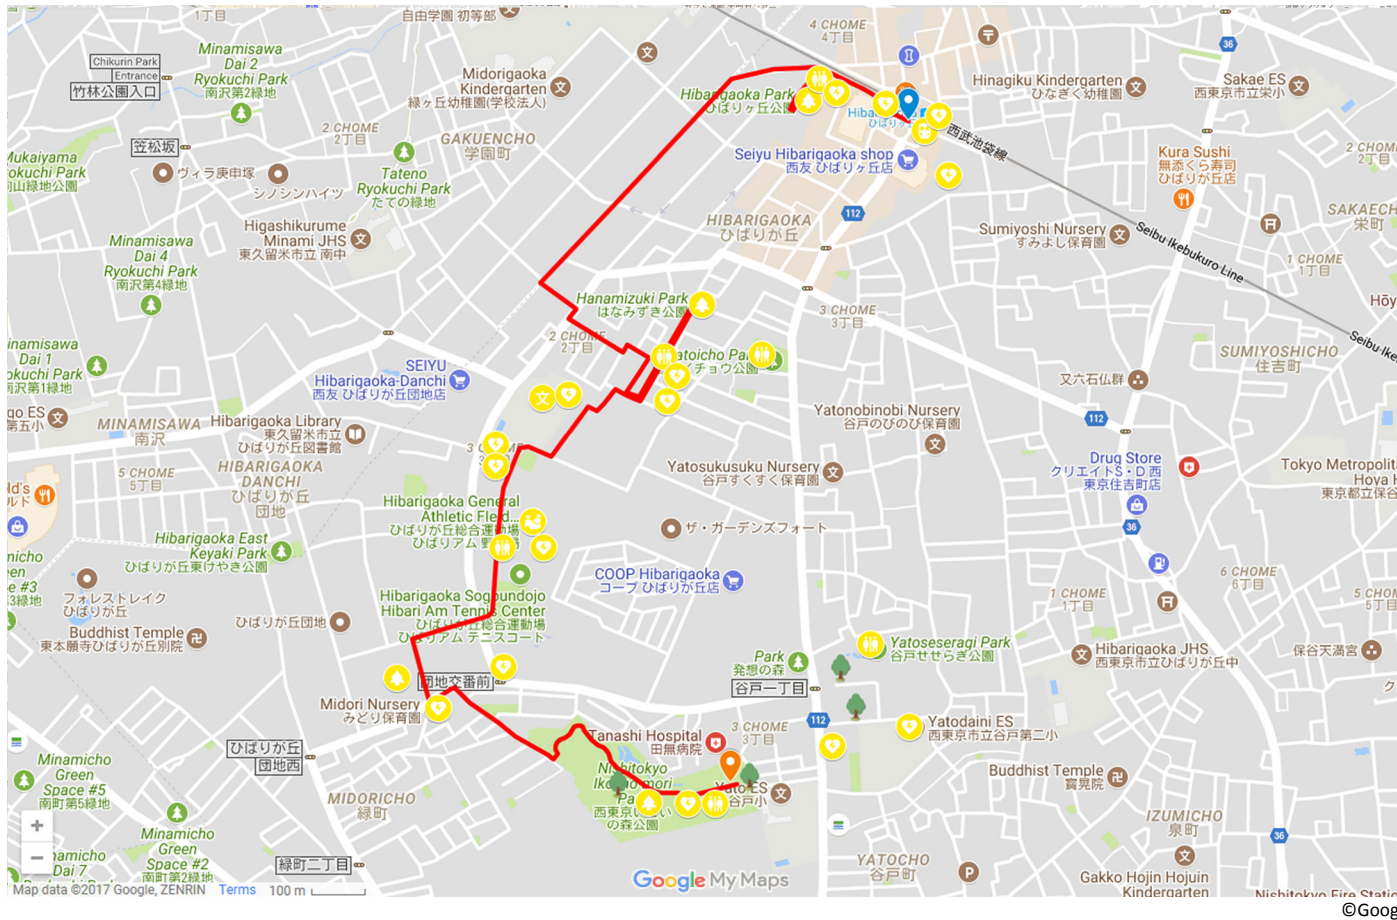 1丁目
自由学園 初等部
4 CHOME
4丁目
36
Chikurin Park
Entrance
竹林公園入口
Minamisawa
Dai 2
Ryokuchi Park
南沢第2緑地
Midorigaoka
Kindergarten
緑ヶ丘幼稚園(学校法人)
Hibarigaoka Park
ひばりヶ丘公園
Hinagiku Kindergarten
ひなぎく幼稚園
Sakae ES
西東京市立栄小
2 CHOME
2丁目
GAKUENCHO
学園町
笠松坂
Mukaiyama
ヴィラ庚申塚
シノシンハイツ
Tateno
Ryokuchi Park
たての緑地
Seiyu Hibarigaoka shop
西友 ひばりヶ丘店
西武池袋線
Kura Sushi
無添くら寿司
ひばりが丘店
2丁目
112
Higashikurume
Minami JHS
東久留米市立 南中
HIBARIGAOKA
ひばりが丘
Sumiyoshi Nursery
すみよし保育園
Seibu Ikebukuro Line
栄町
1 CHOME
1丁目
Minamisawa
Dai 4
Ryokuchi Park
南沢第4緑地
Hanamizuki Park
はなみずき公園
3 CHOME
3丁目
2 CHOME
2丁目
SEIYU
Hibarigaoka-Danchi
西友 ひばりが丘団地店
SUMIYOSHICHO
住吉町
又六石仏群
MINAMISAWA
南沢
Hibarigaoka Library
東久留米市立
ひばりが丘図書館
Yatonobinobi Nursery
谷戸のびのび保育園
112
5 CHOME
5丁目
HIBARIGAOKA
DANCHI
ひばりが丘
団地
Yatosukusuku Nursery
谷戸すくすく保育園
Drug Store
クリエイトS・D 西
東京住吉町店
Hibarigaoka General
Athletic Field...
ひばりが丘総合運動場
ザ・ガーデンズフォート
36
Hibarigaoka East
Keyaki Park
ひばりが丘東けやき公園
COOP Hibarigaoka
コープ ひばりが丘店
6 CHOME
6丁目
フォレストレイク
ひばりが丘
Hibarigaoka Sogoundojo
Hibari Am Tennis Center
ひばりが丘総合運動場
ひばりアム テニスコート
1 CHOME
1丁目
ひばりが丘団地
Buddhist Temple
東本願寺ひばりが丘別院
Yatoseseragi Park
谷戸せせらぎ公園
Hibarigaoka JHS
西東京市立ひばりが丘中
保谷天満宮
Park
発想の森
団地交番前
谷戸一丁目
Midori Nursery
みどり保育園
112
3 CHOME
3丁目
Yatodaini ES
西東京市立谷戸第二小
Tanashi Hospital
田無病院
ひばりが丘
団地西
Minamicho
Green
Space #5
南町第5緑地
Buddhist Temple
寳晃院
谷戸小
の森公園
MIDORICHO
緑町
IZUMICHO
泉町
Minamicho
Green
Space #2
南町第2緑地
36
緑町二丁目
YATOCHO
谷戸町
Gakko Hojin Hojuin
Kindergarten
Google My Maps
Map data ©2017 Google, ZENRIN Terms 100 m
©Goog